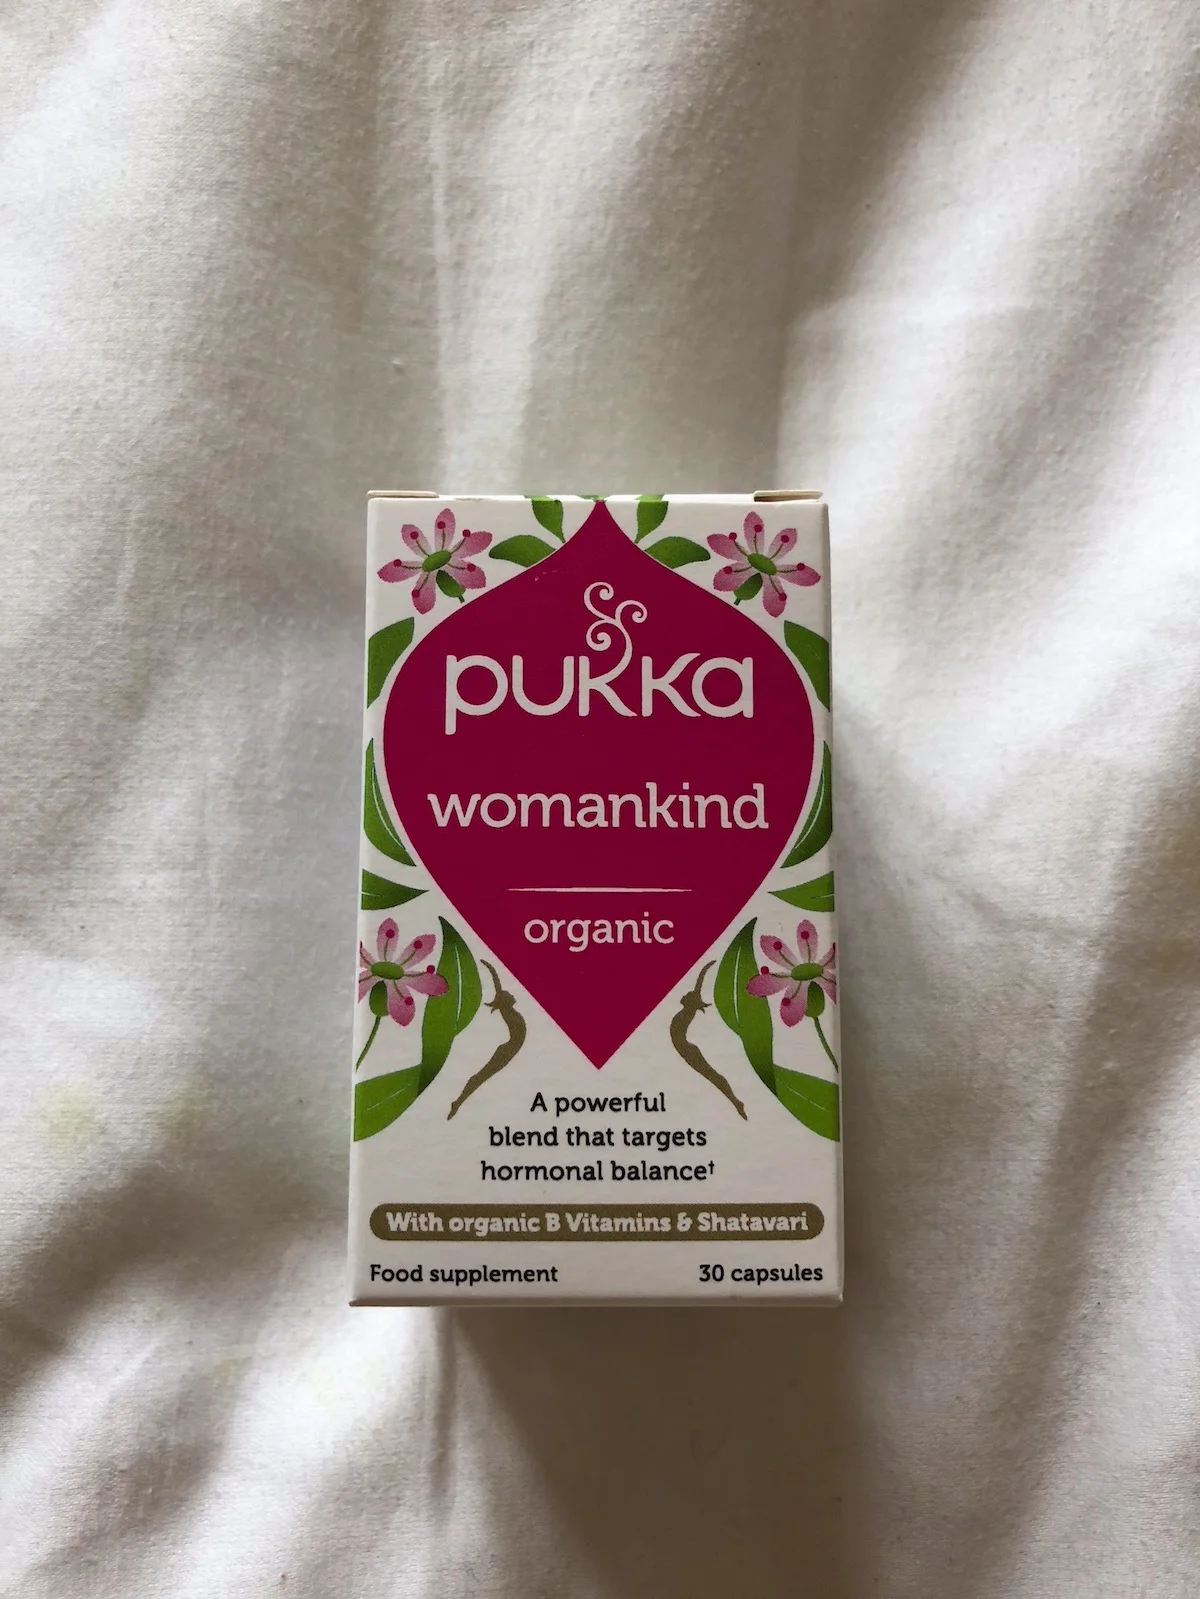 pukka
womankind
organic
A powerful
blend that targets
hormonal balance†
With organic B Vitamins & Shatavari
Food supplement
30 capsules